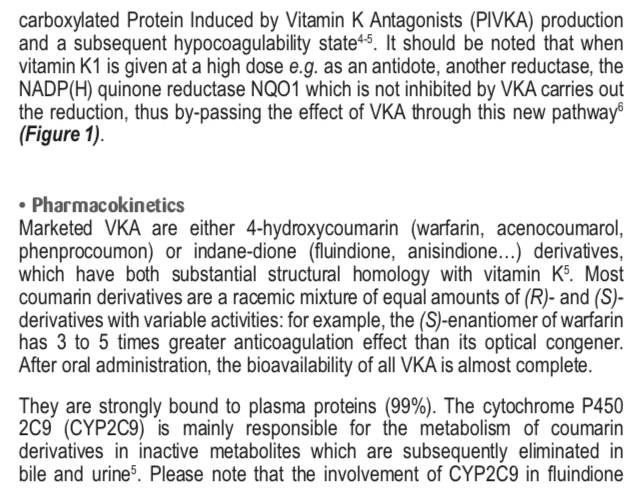 carboxylated Protein Induced by Vitamin K Antagonists (PIVKA) production
and a subsequent hypocoagulability state4-5. It should be noted that when
vitamin K1 is given at a high dose e.g. as an antidote, another reductase, the
NADP(H) quinone reductase NQO1 which is not inhibited by VKA carries out
the reduction, thus by-passing the effect of VKA through this new pathway6
(Figure 1).
• Pharmacokinetics
Marketed VKA are either 4-hydroxycoumarin (warfarin, acenocoumarol,
phenprocoumon) or indane-dione (fluindione, anisindione...) derivatives,
which have both substantial structural homology with vitamin K5. Most
coumarin derivatives are a racemic mixture of equal amounts of (R)- and (S)-
derivatives with variable activities: for example, the (S)-enantiomer of warfarin
has 3 to 5 times greater anticoagulation effect than its optical congener.
After oral administration, the bioavailability of all VKA is almost complete.
They are strongly bound to plasma proteins (99%). The cytochrome P450
2C9 (CYP2C9) is mainly responsible for the metabolism of coumarin
derivatives in inactive metabolites which are subsequently eliminated in
bile and urine5. Please note that the involvement of CYP2C9 in fluindione